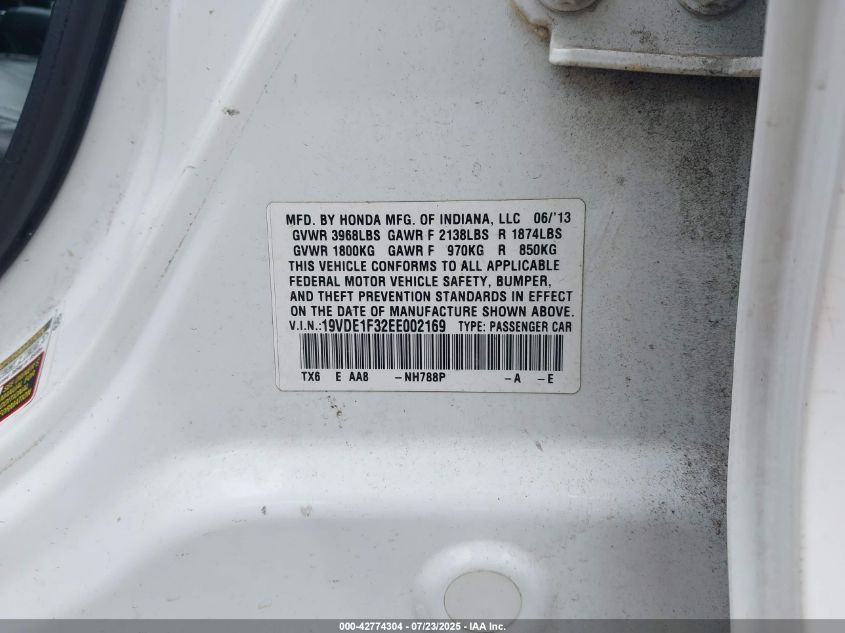 MFD. BY HONDA MFG. OF INDIANA, LLC 06/'13
GVWR 3968LBS GAWR F 2138LBS R 1874LBS
GVWR 1800KG GAWR F 970KG R 850KG
THIS VEHICLE CONFORMS TO ALL APPLICABLE
FEDERAL MOTOR VEHICLE SAFETY, BUMPER,
AND THEFT PREVENTION STANDARDS IN EFFECT
ON THE DATE OF MANUFACTURE SHOWN ABOVE.
V.I.N.:19VDE1F32EE002169 TYPE: PASSENGER CAR
TX6 E AA8 -NH788P -A -E
000-42774304 - 07/23/2025 - IAA Inc.